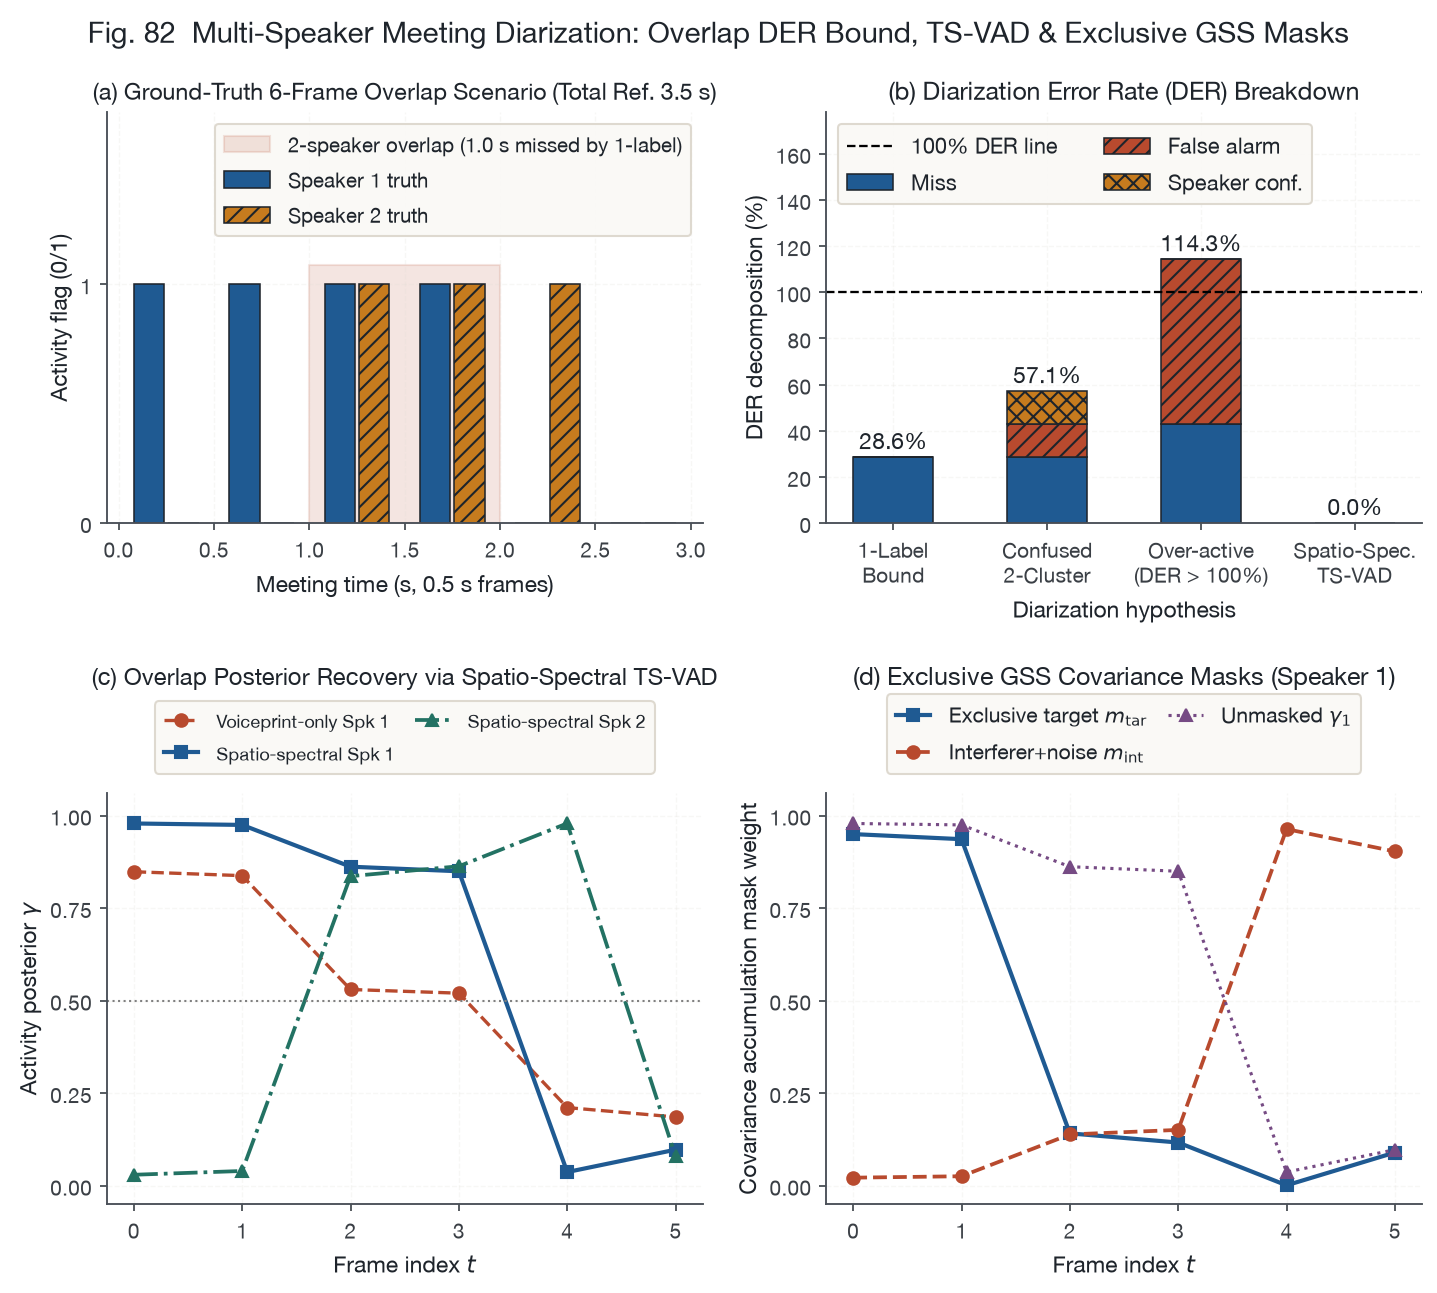 Fig. 82  Multi-Speaker Meeting Diarization: Overlap DER Bound, TS-VAD & Exclusive GSS Masks
(a) Ground-Truth 6-Frame Overlap Scenario (Total Ref. 3.5 s)
2-speaker overlap (1.0 s missed by 1-label)
Speaker 1 truth
Speaker 2 truth
Activity flag (0/1)
1
0
0.0 0.5 1.0 1.5 2.0 2.5 3.0
Meeting time (s, 0.5 s frames)
(b) Diarization Error Rate (DER) Breakdown
100% DER line
Miss
False alarm
Speaker conf.
DER decomposition (%)
160
140
120
100
80
60
40
20
0
28.6%
57.1%
114.3%
0.0%
1-Label
Bound
Confused
2-Cluster
Over-active
(DER > 100%)
Spatio-Spec.
TS-VAD
Diarization hypothesis
(c) Overlap Posterior Recovery via Spatio-Spectral TS-VAD
Voiceprint-only Spk 1
Spatio-spectral Spk 1
Spatio-spectral Spk 2
Activity posterior γ
1.00
0.75
0.50
0.25
0.00
0 1 2 3 4 5
Frame index t
(d) Exclusive GSS Covariance Masks (Speaker 1)
Exclusive target m_tar
Interferer+noise m_int
Unmasked γ₁
Covariance accumulation mask weight
1.00
0.75
0.50
0.25
0.00
0 1 2 3 4 5
Frame index t